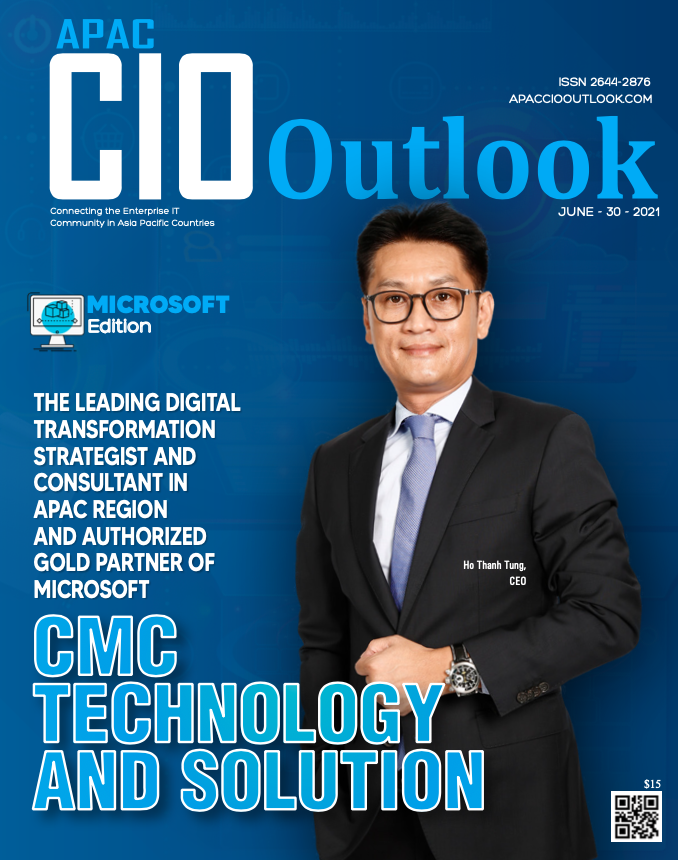 APAC
CIO
Outlook
ISSN 2644-2876
APACCIOOUTLOOK.COM
Connecting the Enterprise IT
Community in Asia Pacific Countries
JUNE - 30 - 2021
MICROSOFT
Edition
THE LEADING DIGITAL
TRANSFORMATION
STRATEGIST AND
CONSULTANT IN
APAC REGION
AND AUTHORIZED
GOLD PARTNER OF
MICROSOFT
Ho Thanh Tung,
CEO
CMC
TECHNOLOGY
AND SOLUTION
$15